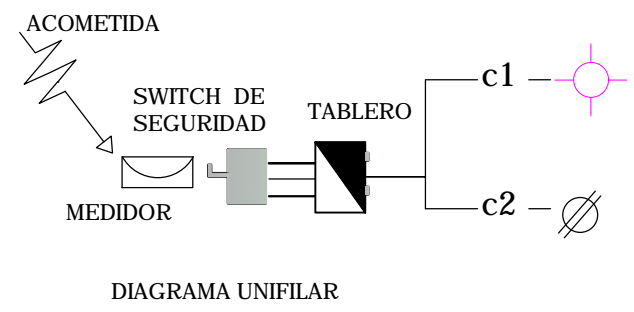 ACOMETIDA
SWITCH DE
SEGURIDAD
TABLERO
c1
MEDIDOR
c2
DIAGRAMA UNIFILAR